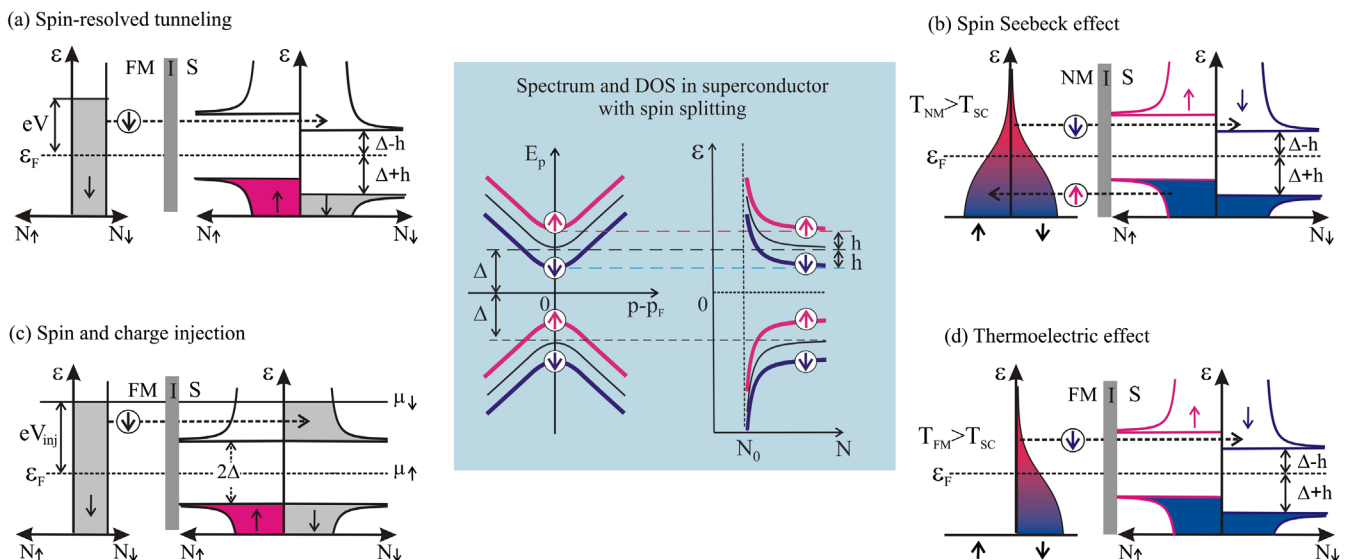 (a) Spin-resolved tunneling
ε
FM I S
ε
eV
ε_F
Δ-h
Δ+h
N↑ N↓ N↑ N↓
Spectrum and DOS in superconductor
with spin splitting
E_p
ε
h
h
Δ
0
p-p_F
0
Δ
N_0
N
(b) Spin Seebeck effect
ε
NM I S
ε
T_NM>T_SC
ε_F
Δ-h
Δ+h
N↑ N↓
(c) Spin and charge injection
ε
FM I S
ε
μ↓
eV_inj
2Δ
μ↑
ε_F
N↑ N↓ N↑ N↓
(d) Thermoelectric effect
ε
FM I S
ε
T_FM>T_SC
ε_F
Δ-h
Δ+h
N↑ N↓